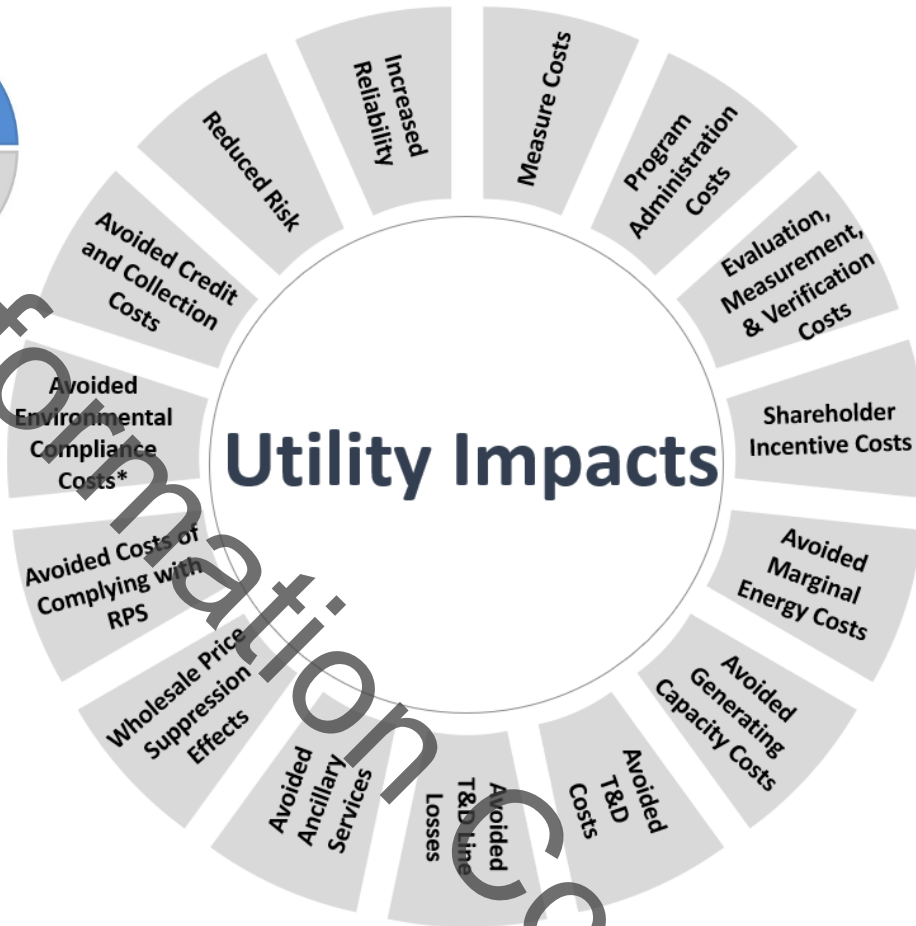 Utility Impacts
Measure Costs
Program
Administration
Costs
Evaluation,
Measurement,
& Verification
Costs
Shareholder
Incentive Costs
Avoided
Marginal
Energy Costs
Avoided
Generating
Capacity Costs
Avoided
T&D
Costs
Avoided
T&D Line
Losses
Avoided
Ancillary
Services
Wholesale Price
Suppression
Effects
Avoided Costs of
Complying with
RPS
Avoided
Environmental
Compliance
Costs*
Avoided Credit
and Collection
Costs
Reduced Risk
Increased
Reliability
formation Co